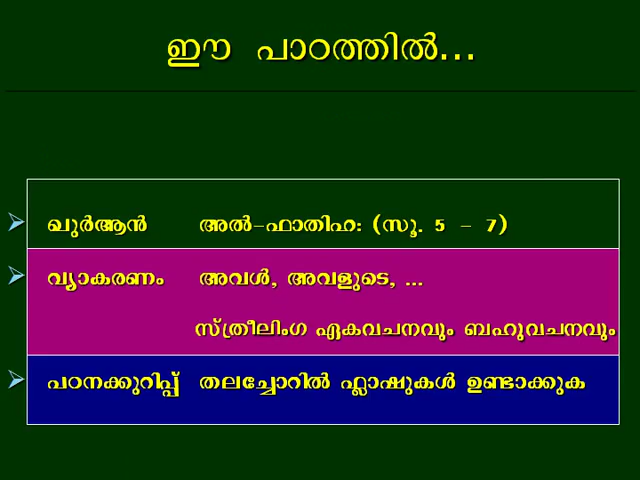 ഈ പാഠത്തിൽ...
ഖുർആൻ അൽ-ഫാതിഹ: (സൂ. 5 - 7)
വ്യാകരണം അവൾ, അവളുടെ, ...
സ്ത്രീലിംഗ ഏകവചനവും ബഹുവചനവും
പഠനക്കുറിപ്പ് തലച്ചോറിൽ ഫ്ലാഷുകൾ ഉണ്ടാക്കുക